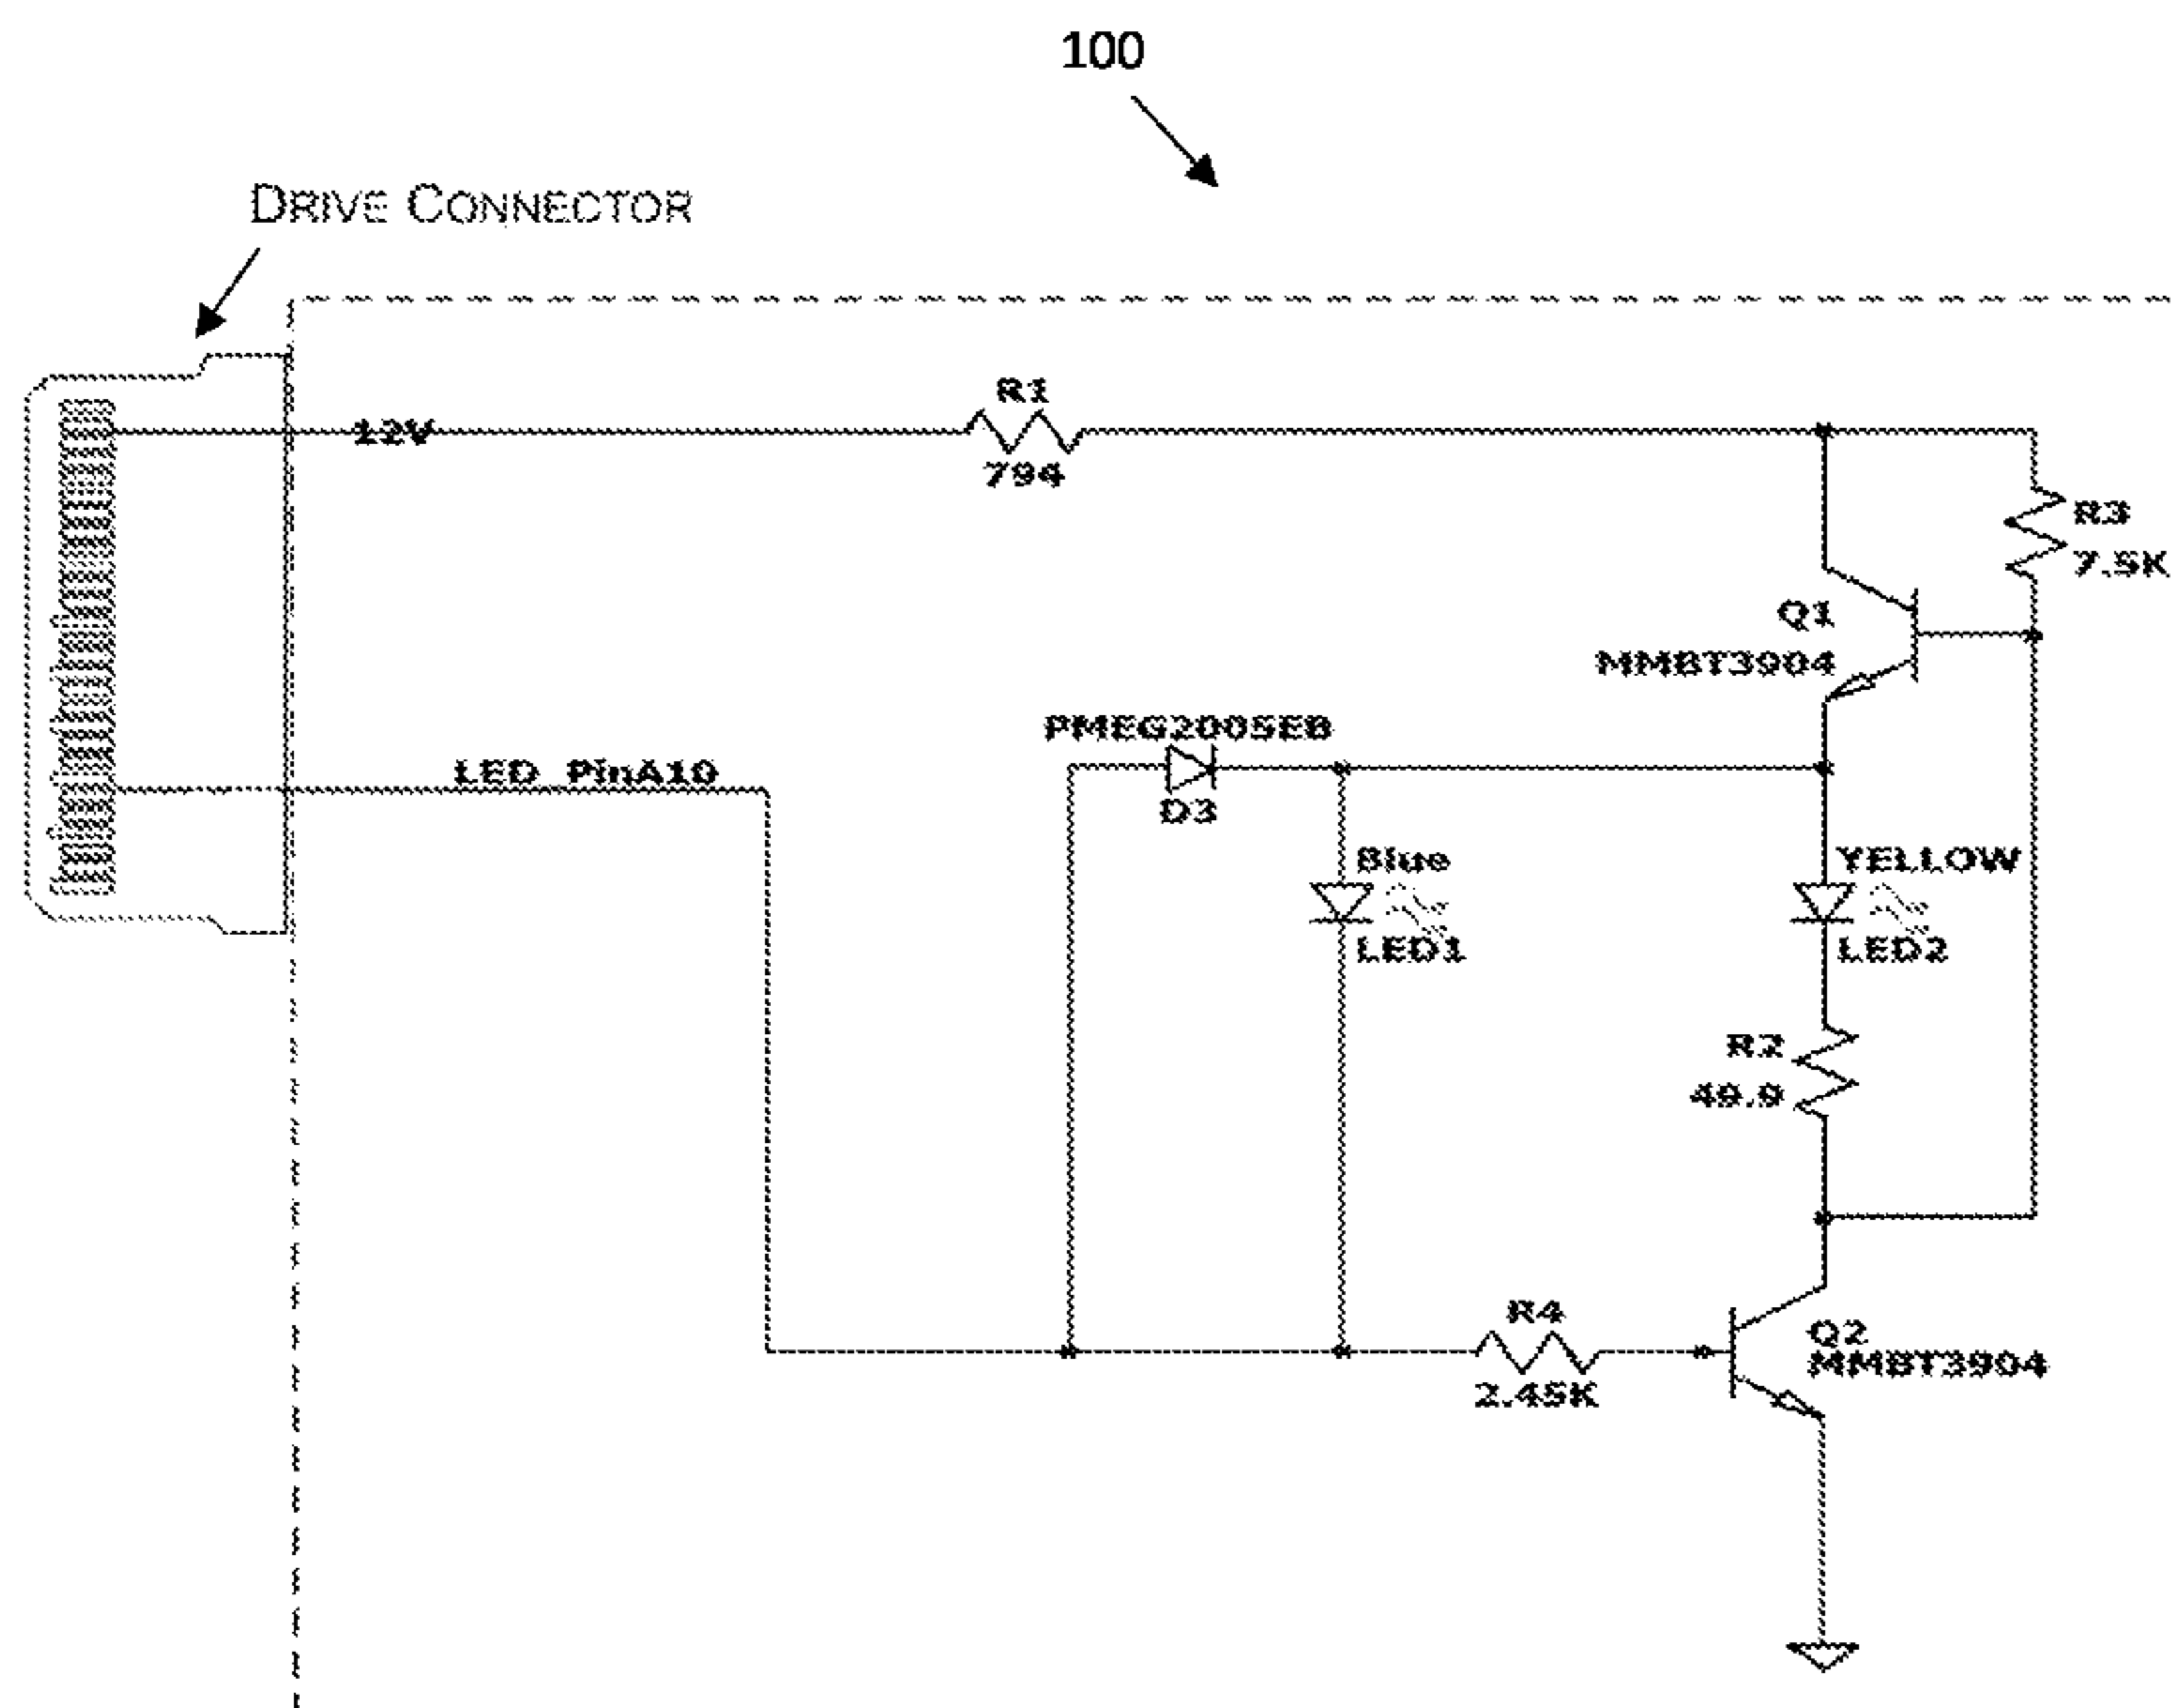 100
DRIVE CONNECTOR
R1
12V
794
R3
7.5K
Q1
MMBT3904
PMEG2005EB
LED_PinA10
D3
Blue
YELLOW
LED1
LED2
R2
49.9
R4
Q2
MMBT3904
2.45K